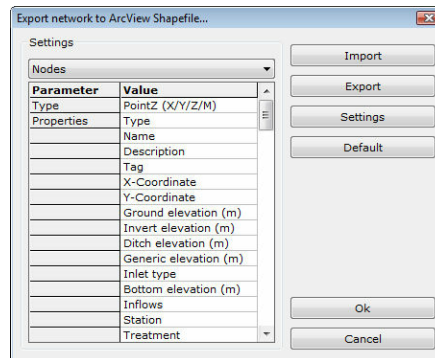 Export network to ArcView Shapefile...
Settings
Nodes
Parameter Value
Type PointZ (X/Y/Z/M)
Properties Type
Name
Description
Tag
X-Coordinate
Y-Coordinate
Ground elevation (m)
Invert elevation (m)
Ditch elevation (m)
Generic elevation (m)
Inlet type
Bottom elevation (m)
Inflows
Station
Treatment
Import
Export
Settings
Default
Ok
Cancel